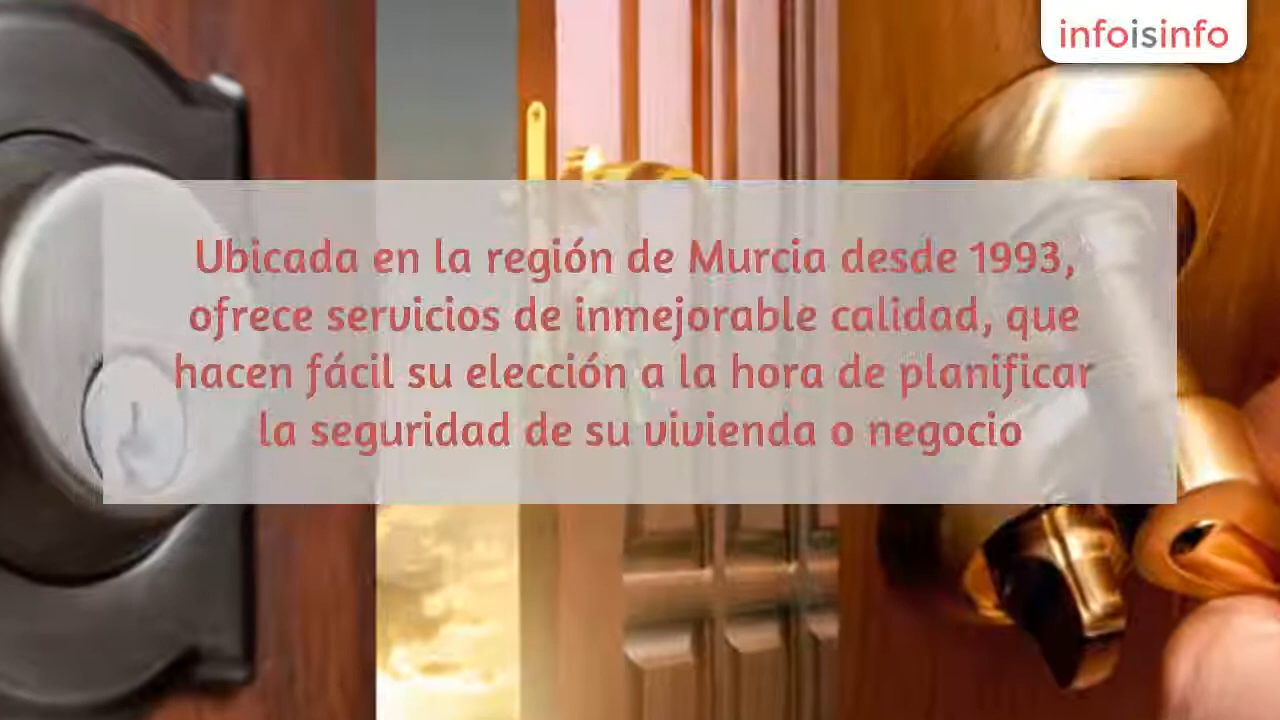 infoisinfo
Ubicada en la región de Murcia desde 1993,
ofrece servicios de inmejorable calidad, que
hacen fácil su elección a la hora de planificar
la seguridad de su vivienda o negocio